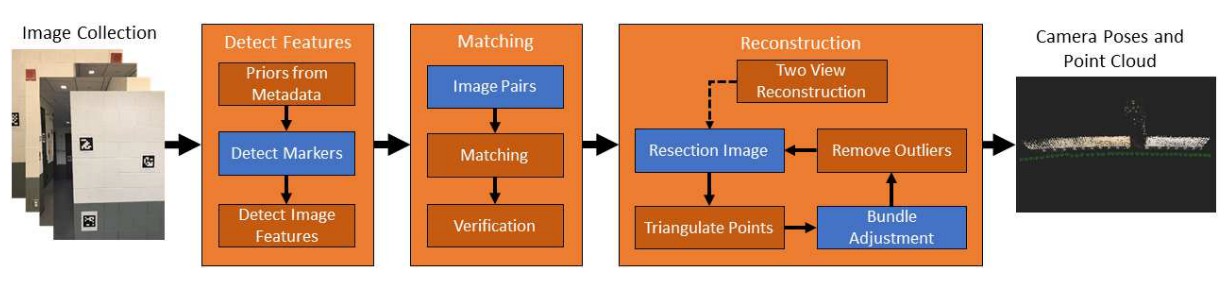 Image Collection
Detect Features
Priors from
Metadata
Detect Markers
Detect Image
Features
Matching
Image Pairs
Matching
Verification
Reconstruction
Two View
Reconstruction
Resection Image
Remove Outliers
Triangulate Points
Bundle
Adjustment
Camera Poses and
Point Cloud